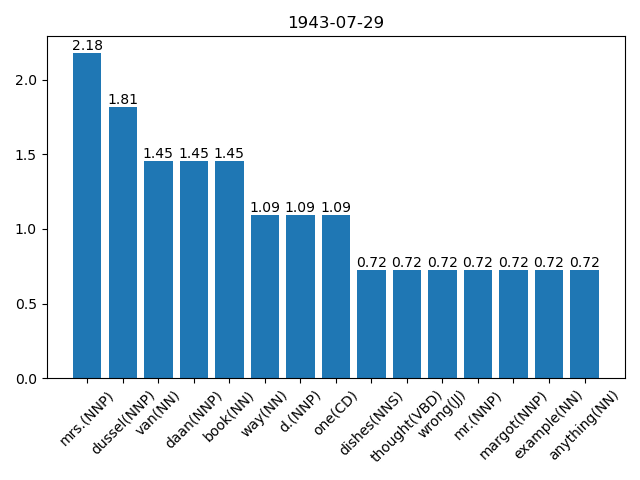 1943-07-29
2.18
1.81
1.45 1.45 1.45
1.09 1.09 1.09
0.72 0.72 0.72 0.72 0.72 0.72 0.72
2.0
1.5
1.0
0.5
0.0
mrs.(NNP)
dussel(NNP)
van(NN)
daan(NNP)
book(NN)
way(NN)
d.(NNP)
one(CD)
dishes(NNS)
thought(VBD)
wrong(JJ)
mr.(NNP)
margot(NNP)
example(NN)
anything(NN)